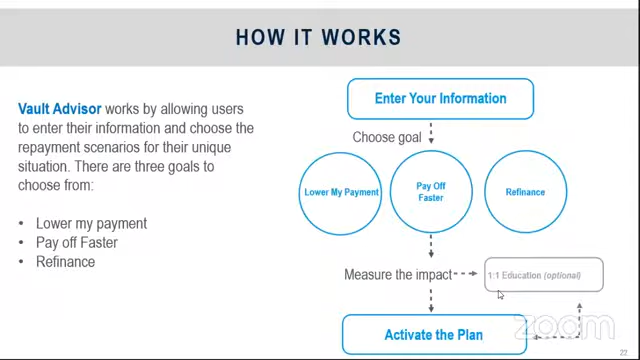 HOW IT WORKS
Vault Advisor works by allowing users
to enter their information and choose the
repayment scenarios for their unique
situation. There are three goals to
choose from:
• Lower my payment
• Pay off Faster
• Refinance
Enter Your Information
Choose goal
Lower My Payment
Pay Off
Faster
Refinance
Measure the impact
1:1 Education (optional)
Activate the Plan
zoom
22